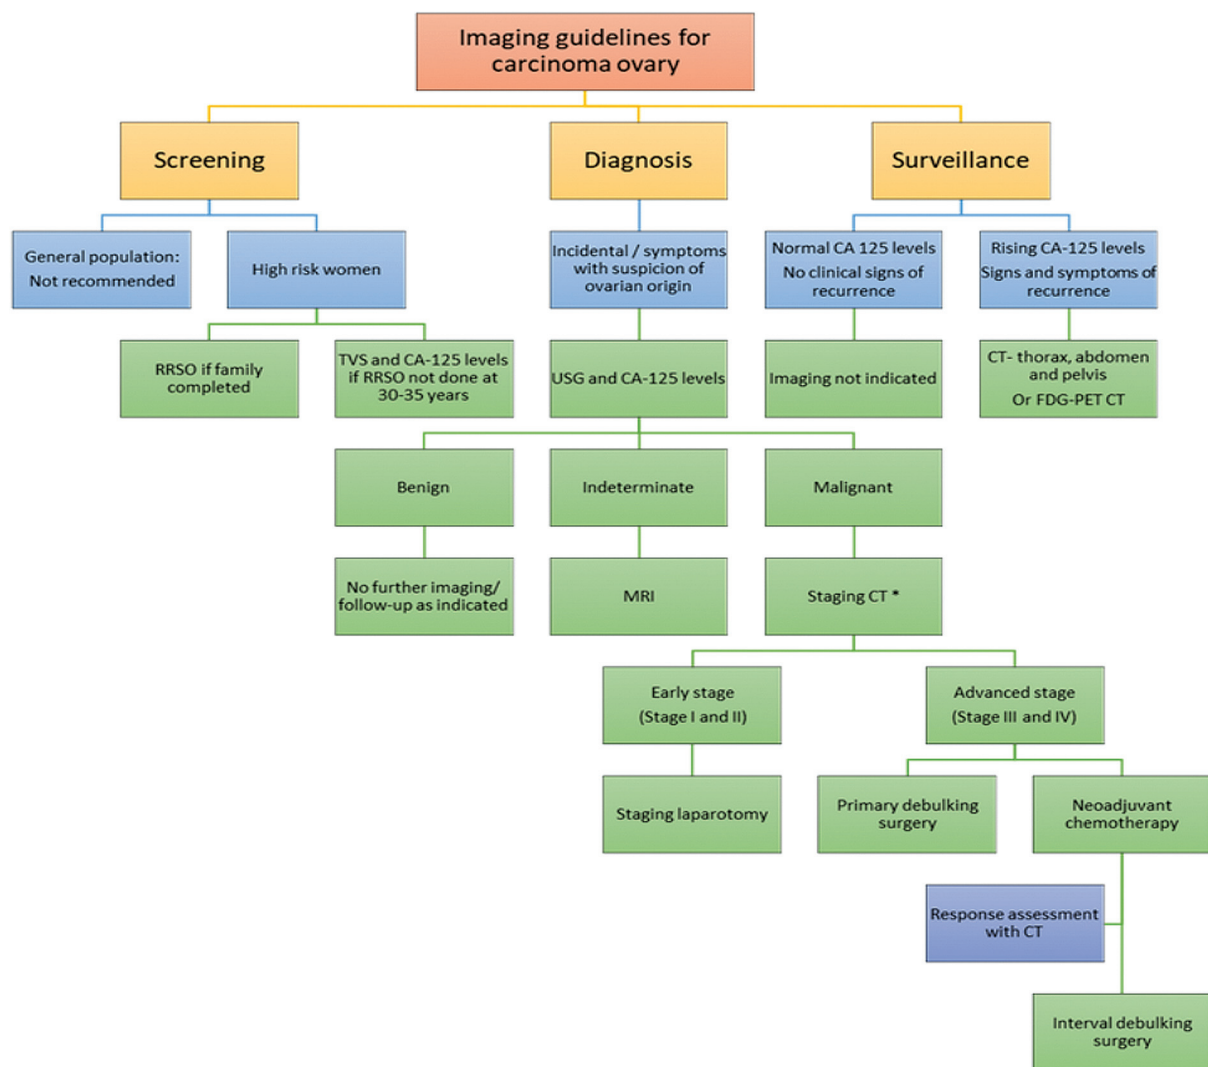 Imaging guidelines for
carcinoma ovary
Screening
Diagnosis
Surveillance
General population:
Not recommended
High risk women
Incidental / symptoms
with suspicion of
ovarian origin
Normal CA 125 levels
No clinical signs of
recurrence
Rising CA-125 levels
Signs and symptoms of
recurrence
RRSO if family
completed
TVS and CA-125 levels
if RRSO not done at
30-35 years
USG and CA-125 levels
Imaging not indicated
CT- thorax, abdomen
and pelvis
Or FDG-PET CT
Benign
Indeterminate
Malignant
No further imaging/
follow-up as indicated
MRI
Staging CT *
Early stage
(Stage I and II)
Advanced stage
(Stage III and IV)
Staging laparotomy
Primary debulking
surgery
Neoadjuvant
chemotherapy
Response assessment
with CT
Interval debulking
surgery